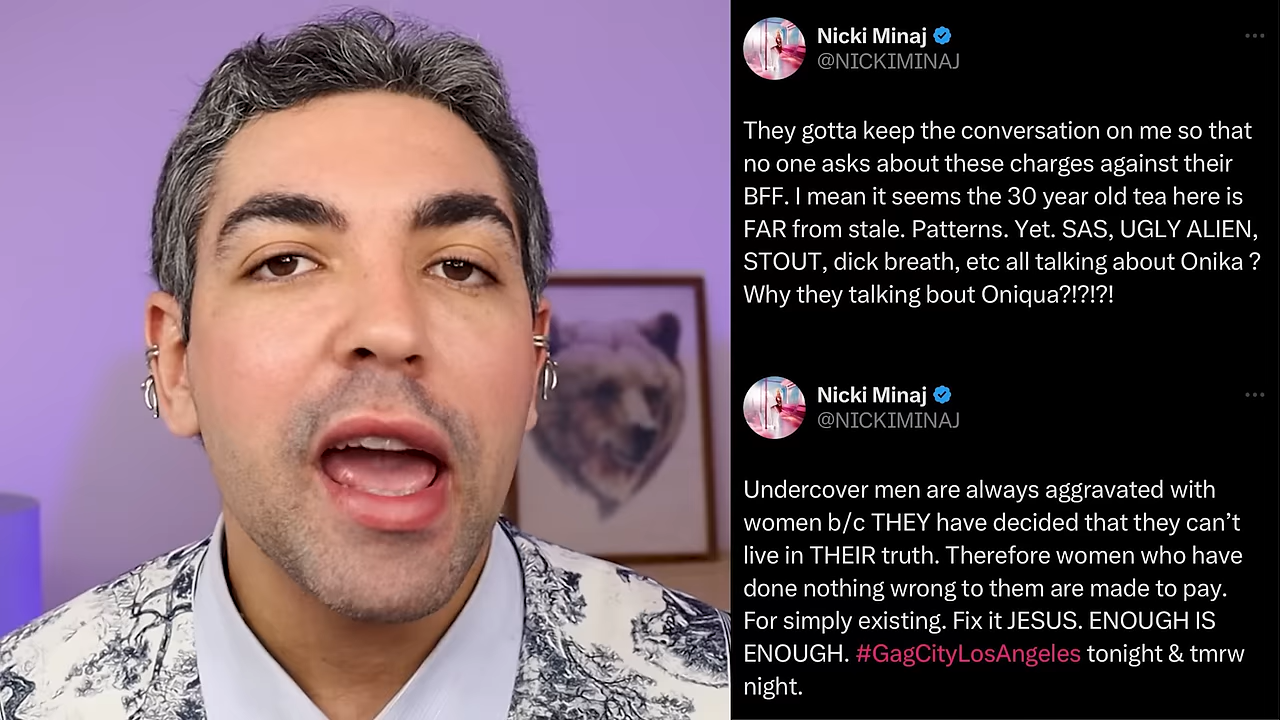 Nicki Minaj
@NICKIMINAJ
They gotta keep the conversation on me so that
no one asks about these charges against their
BFF. I mean it seems the 30 year old tea here is
FAR from stale. Patterns. Yet. SAS, UGLY ALIEN,
STOUT, dick breath, etc all talking about Onika ?
Why they talking bout Oniqua?!?!?!
Nicki Minaj
@NICKIMINAJ
Undercover men are always aggravated with
women b/c THEY have decided that they can’t
live in THEIR truth. Therefore women who have
done nothing wrong to them are made to pay.
For simply existing. Fix it JESUS. ENOUGH IS
ENOUGH. #GagCityLosAngeles tonight & tmrw
night.